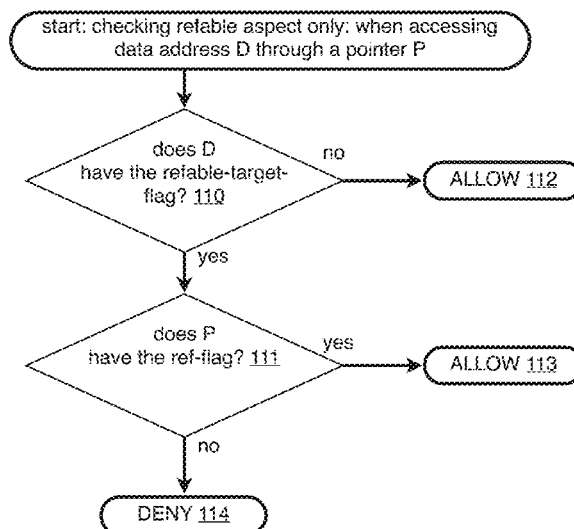 start: checking refable aspect only: when accessing
data address D through a pointer P
does D
have the refable-target-
flag? 110
no
ALLOW 112
yes
does P
have the ref-flag? 111
yes
ALLOW 113
no
DENY 114